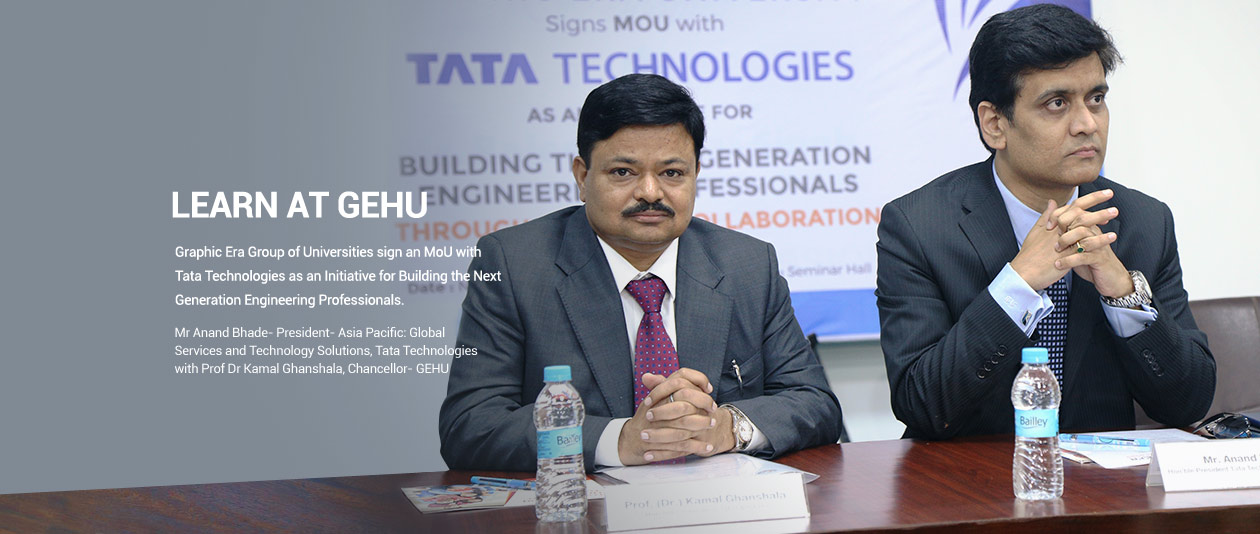 Signs MOU with
TATA TECHNOLOGIES
AS A FOR
BUILDING GENERATION
LEARN AT GEHU
Graphic Era Group of Universities sign an MoU with
Tata Technologies as an Initiative for Building the Next
Generation Engineering Professionals.
Mr Anand Bhade- President- Asia Pacific: Global
Services and Technology Solutions, Tata Technologies
with Prof Dr Kamal Ghanshala, Chancellor- GEHU
Seminar Hall
Bailley
Bailley
Prof. (Dr.) Kamal Ghanshala
Mr. Anand